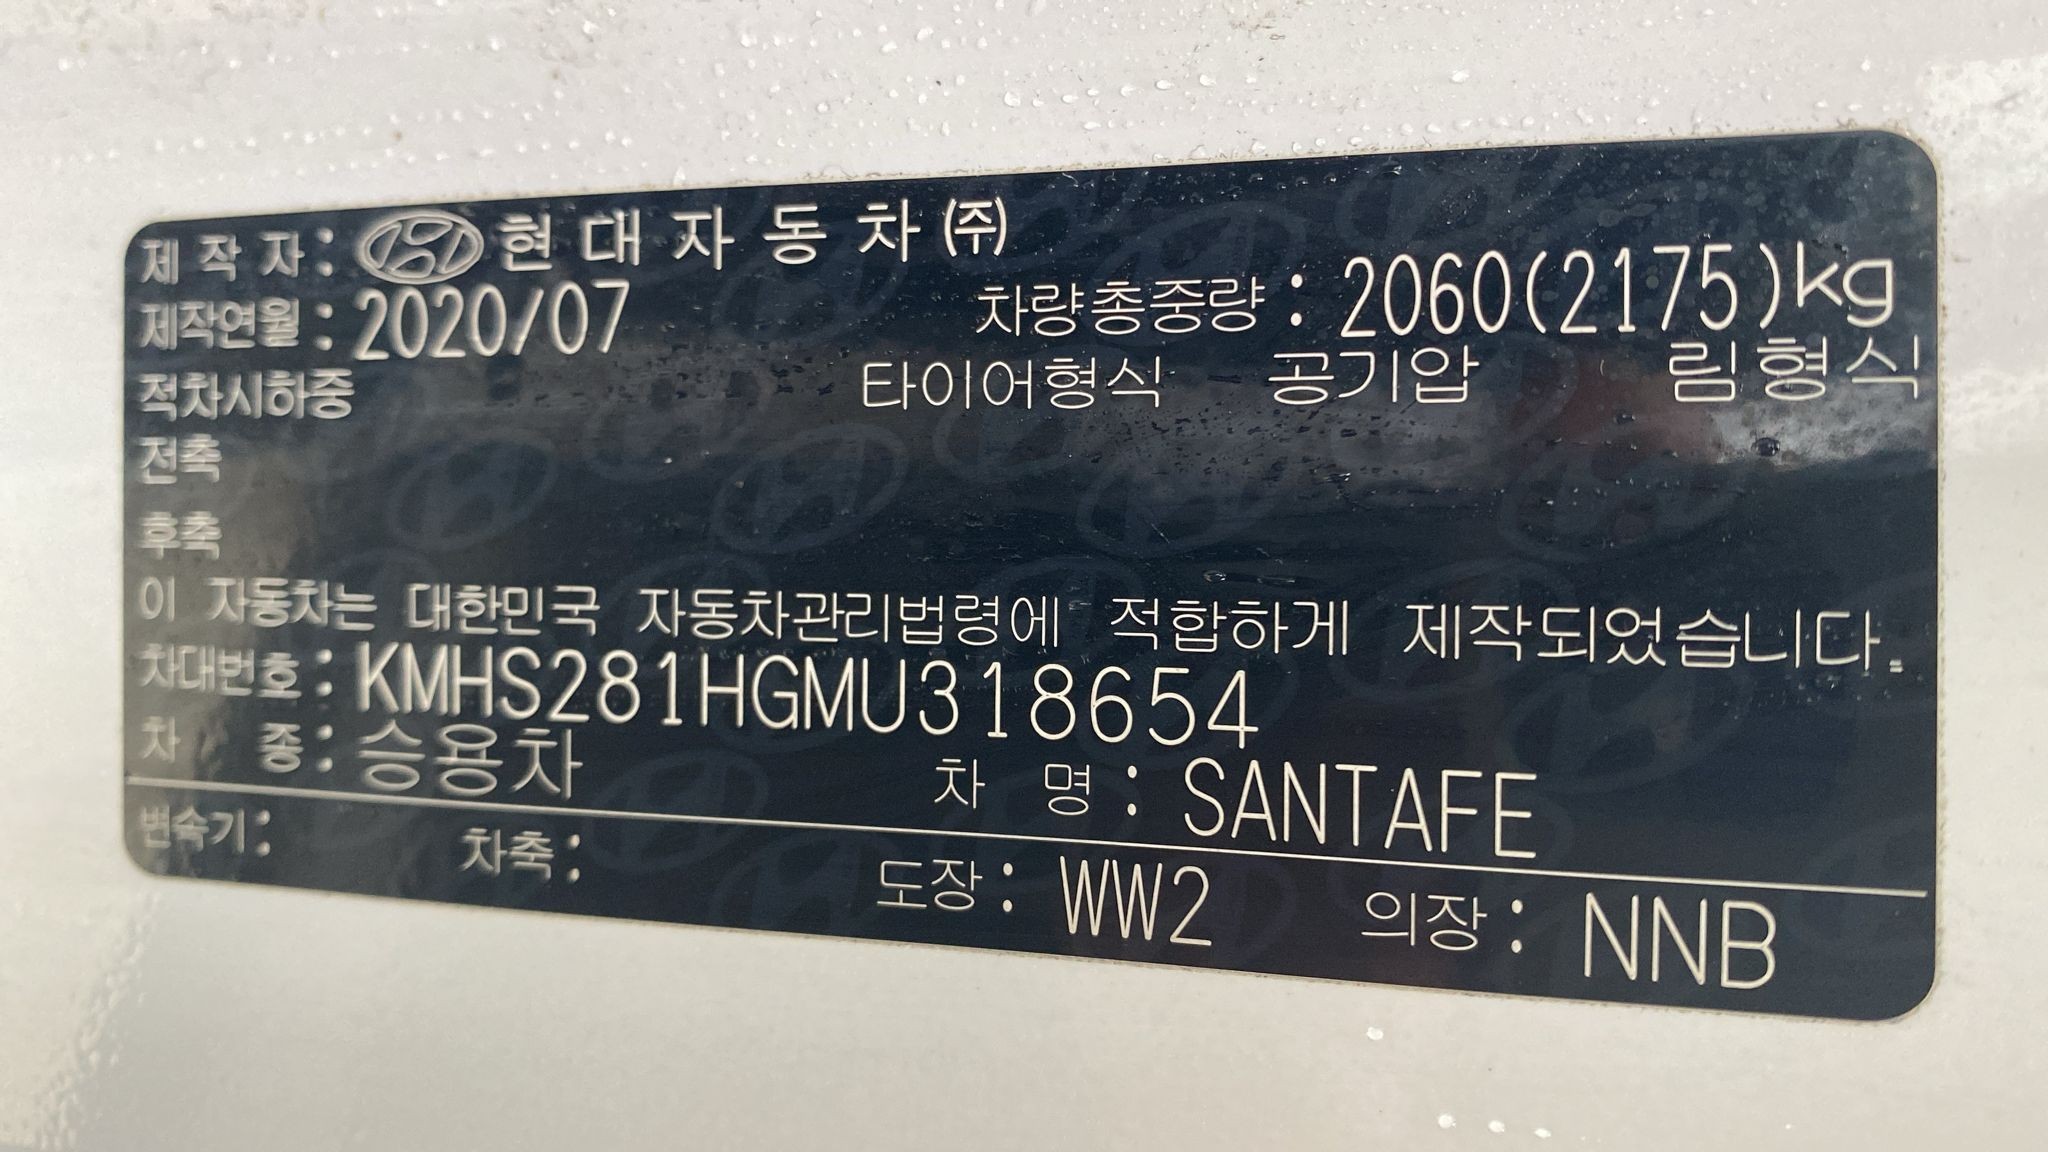 제 작 자 : 현 대 자 동 차 ㈜
제작연월 : 2020/07 차량총중량 : 2060(2175)kg
적차시하중 타이어형식 공기압 림형식
전축
후축
이 자동차는 대한민국 자동차관리법령에 적합하게 제작되었습니다.
차대번호 : KMHS281HGMU318654
차 종 : 승용차 차 명 : SANTAFE
변속기: 차축: 도장: WW2 의장: NNB